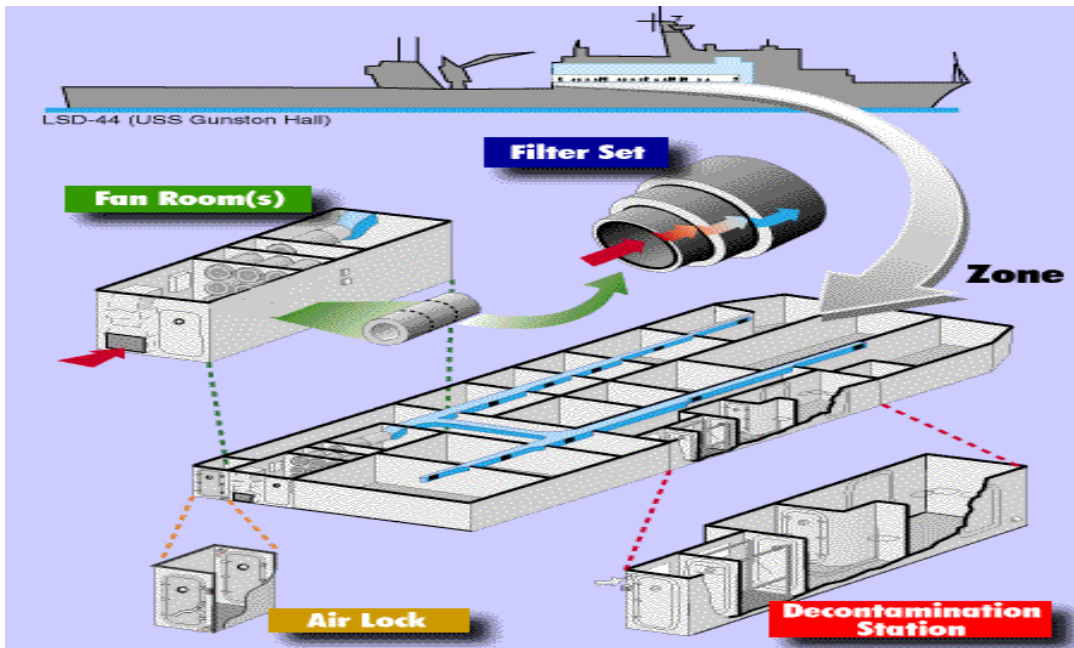 LSD-44 (USS Gunston Hall)
Filter Set
Fan Room(s)
Zone
Air Lock
Decontamination
Station